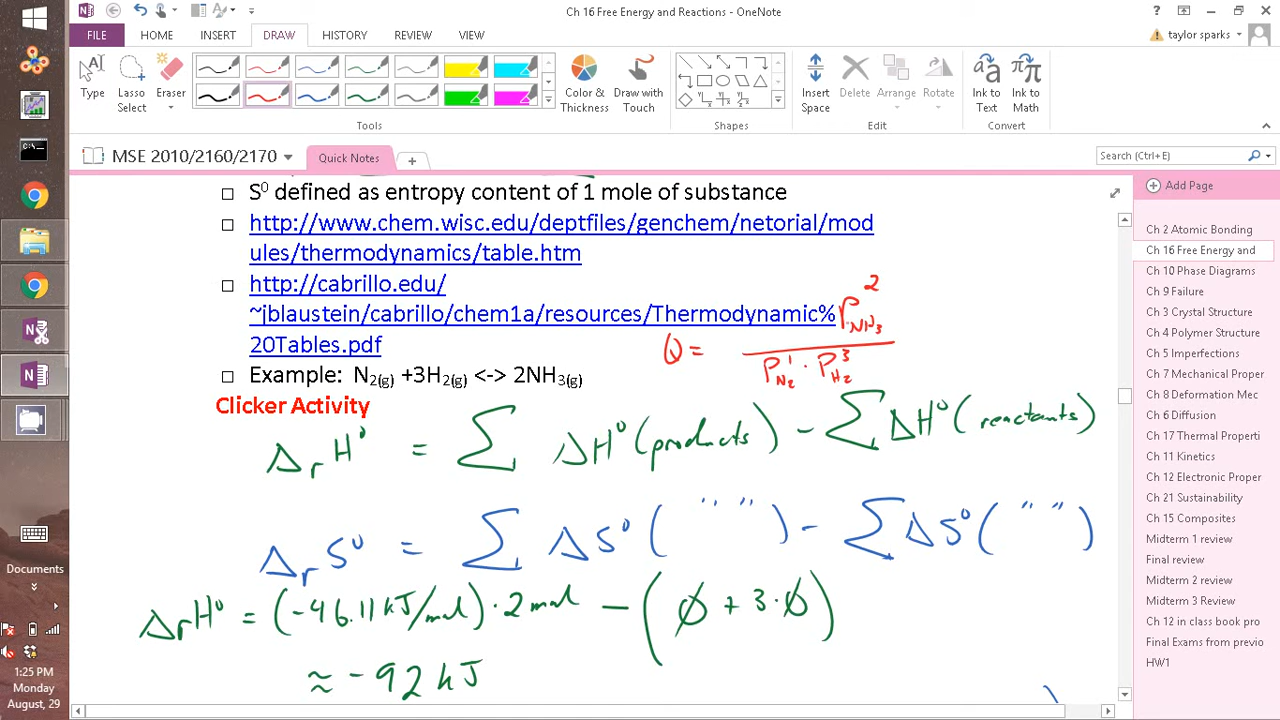 Ch 16 Free Energy and Reactions - OneNote
FILE HOME INSERT DRAW HISTORY REVIEW VIEW
taylor sparks
Type
Lasso Select
Eraser
Color & Thickness
Draw with Touch
Insert Space
Delete
Arrange
Rotate
Ink to Text
Ink to Math
Tools Shapes Edit Convert
MSE 2010/2160/2170 Quick Notes
Search (Ctrl+E)
□ S⁰ defined as entropy content of 1 mole of substance
□ http://www.chem.wisc.edu/deptfiles/genchem/netorial/mod
ules/thermodynamics/table.htm
□ http://cabrillo.edu/
~jblaustein/cabrillo/chem1a/resources/Thermodynamic%
20Tables.pdf
Q = P²NH₃ / P¹N₂ · P³H₂
□ Example: N₂(g) +3H₂(g) <-> 2NH₃(g)
Clicker Activity
ΔrH⁰ = Σ ΔH⁰(products) - ΣΔH⁰(reactants)
ΔrS⁰ = Σ ΔS⁰( " " ) - ΣΔS⁰( " " )
ΔrH⁰ = (-46.11 kJ/mol)·2mol - (∅ + 3·∅)
≈ -92 kJ
Add Page
Ch 2 Atomic Bonding
Ch 16 Free Energy and
Ch 10 Phase Diagrams
Ch 9 Failure
Ch 3 Crystal Structure
Ch 4 Polymer Structure
Ch 5 Imperfections
Ch 7 Mechanical Proper
Ch 8 Deformation Mec
Ch 6 Diffusion
Ch 17 Thermal Properti
Ch 11 Kinetics
Ch 12 Electronic Proper
Ch 21 Sustainability
Ch 15 Composites
Midterm 1 review
Final review
Midterm 2 review
Midterm 3 Review
Ch 12 in class book pro
Final Exams from previo
HW1
Documents
1:25 PM
Monday
August, 29